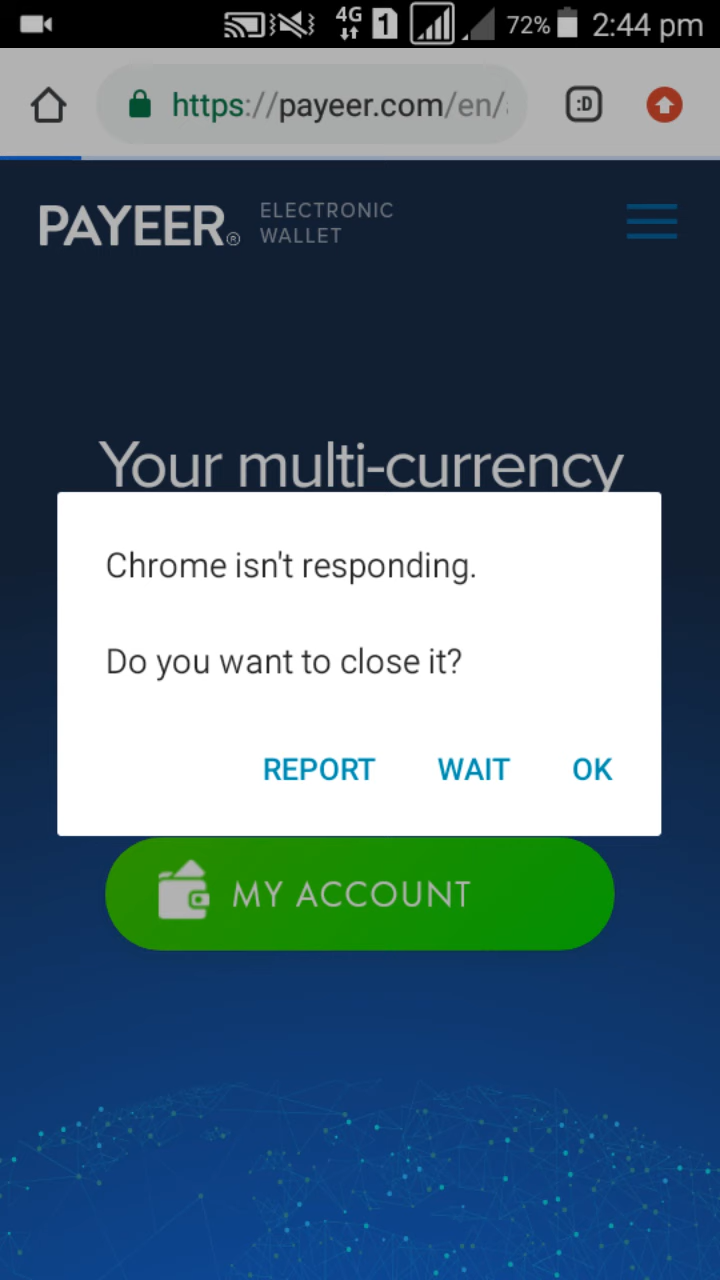 4G 1 72% 2:44 pm
https://payeer.com/en/ :D
PAYEER® ELECTRONIC
WALLET
Your multi-currency
Chrome isn't responding.
Do you want to close it?
REPORT WAIT OK
MY ACCOUNT